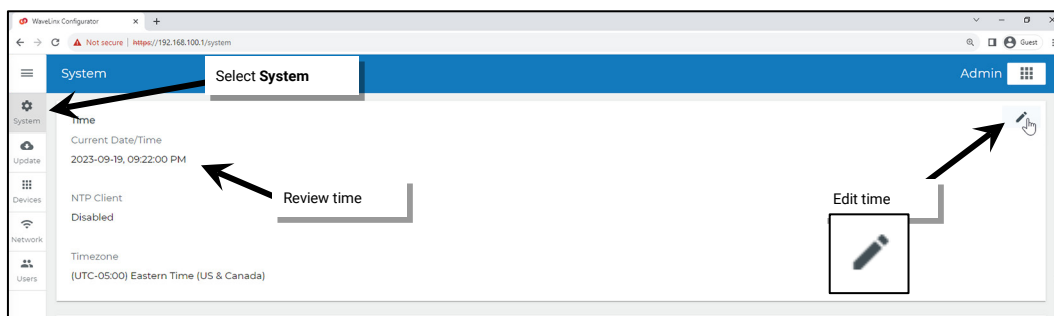 WaveLinx Configurator
Not secure | https://192.168.100.1/system
Guest
System
Select System
Admin
System
Update
Devices
Network
Users
Time
Current Date/Time
2023-09-19, 09:22:00 PM
Review time
Edit time
NTP Client
Disabled
Timezone
(UTC-05:00) Eastern Time (US & Canada)